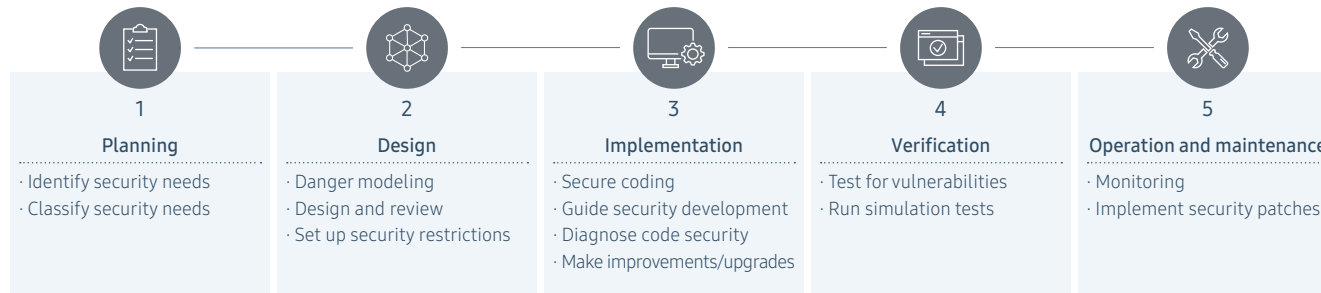 1
Planning
· Identify security needs
· Classify security needs
2
Design
· Danger modeling
· Design and review
· Set up security restrictions
3
Implementation
· Secure coding
· Guide security development
· Diagnose code security
· Make improvements/upgrades
4
Verification
· Test for vulnerabilities
· Run simulation tests
5
Operation and maintenance
· Monitoring
· Implement security patches